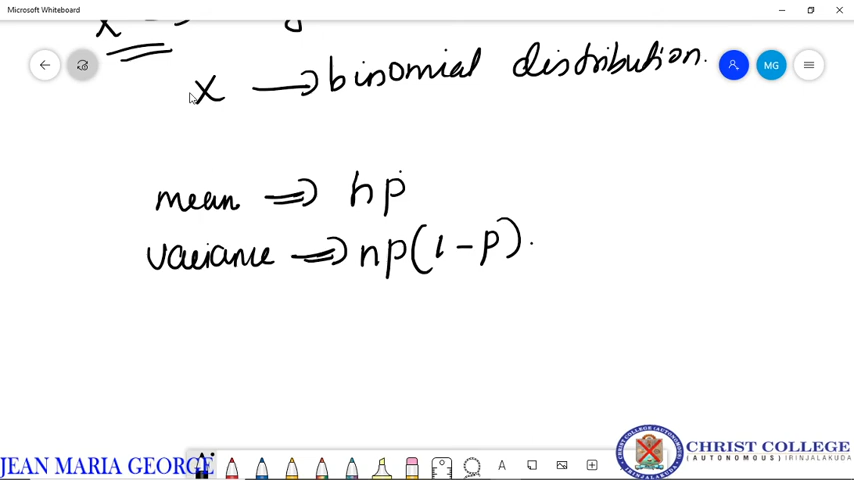 Microsoft Whiteboard
x
x → binomial distribution.
MG
mean ⇒ np
variance ⇒ np(1-p).
A
JEAN MARIA GEORGE
CHRIST COLLEGE
(AUTONOMOUS) IRINJALAKUDA